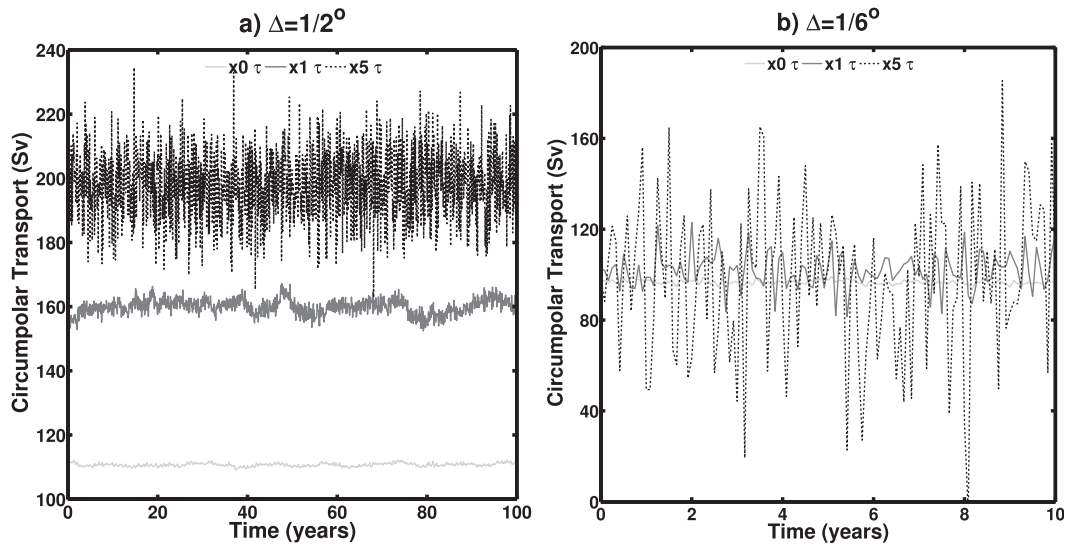 a) Δ=1/2°
x0 τ x1 τ x5 τ
Circumpolar Transport (Sv)
240
220
200
180
160
140
120
100
0 20 40 60 80 100
Time (years)
b) Δ=1/6°
x0 τ x1 τ x5 τ
Circumpolar Transport (Sv)
200
160
120
80
40
0
0 2 4 6 8 10
Time (years)